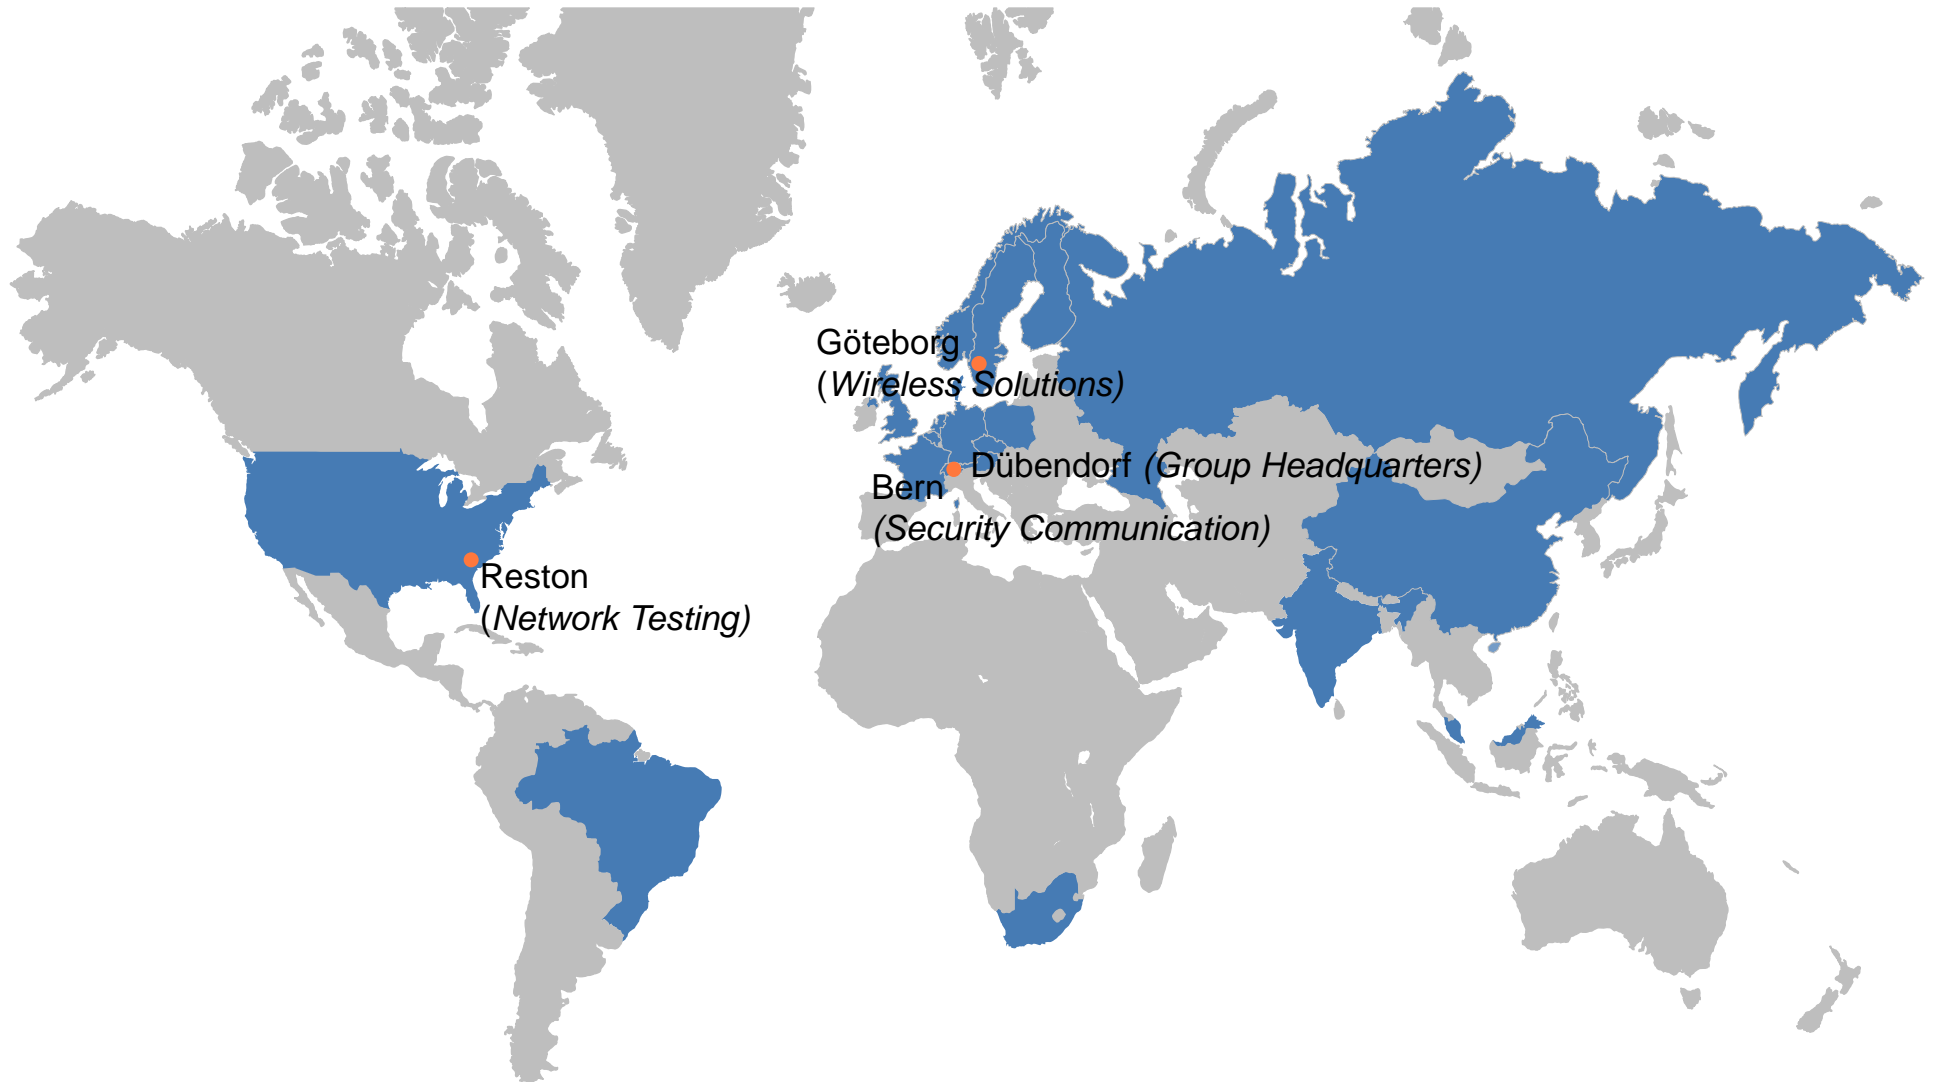 Göteborg
(Wireless Solutions)
Dübendorf (Group Headquarters)
Bern
(Security Communication)
Reston
(Network Testing)